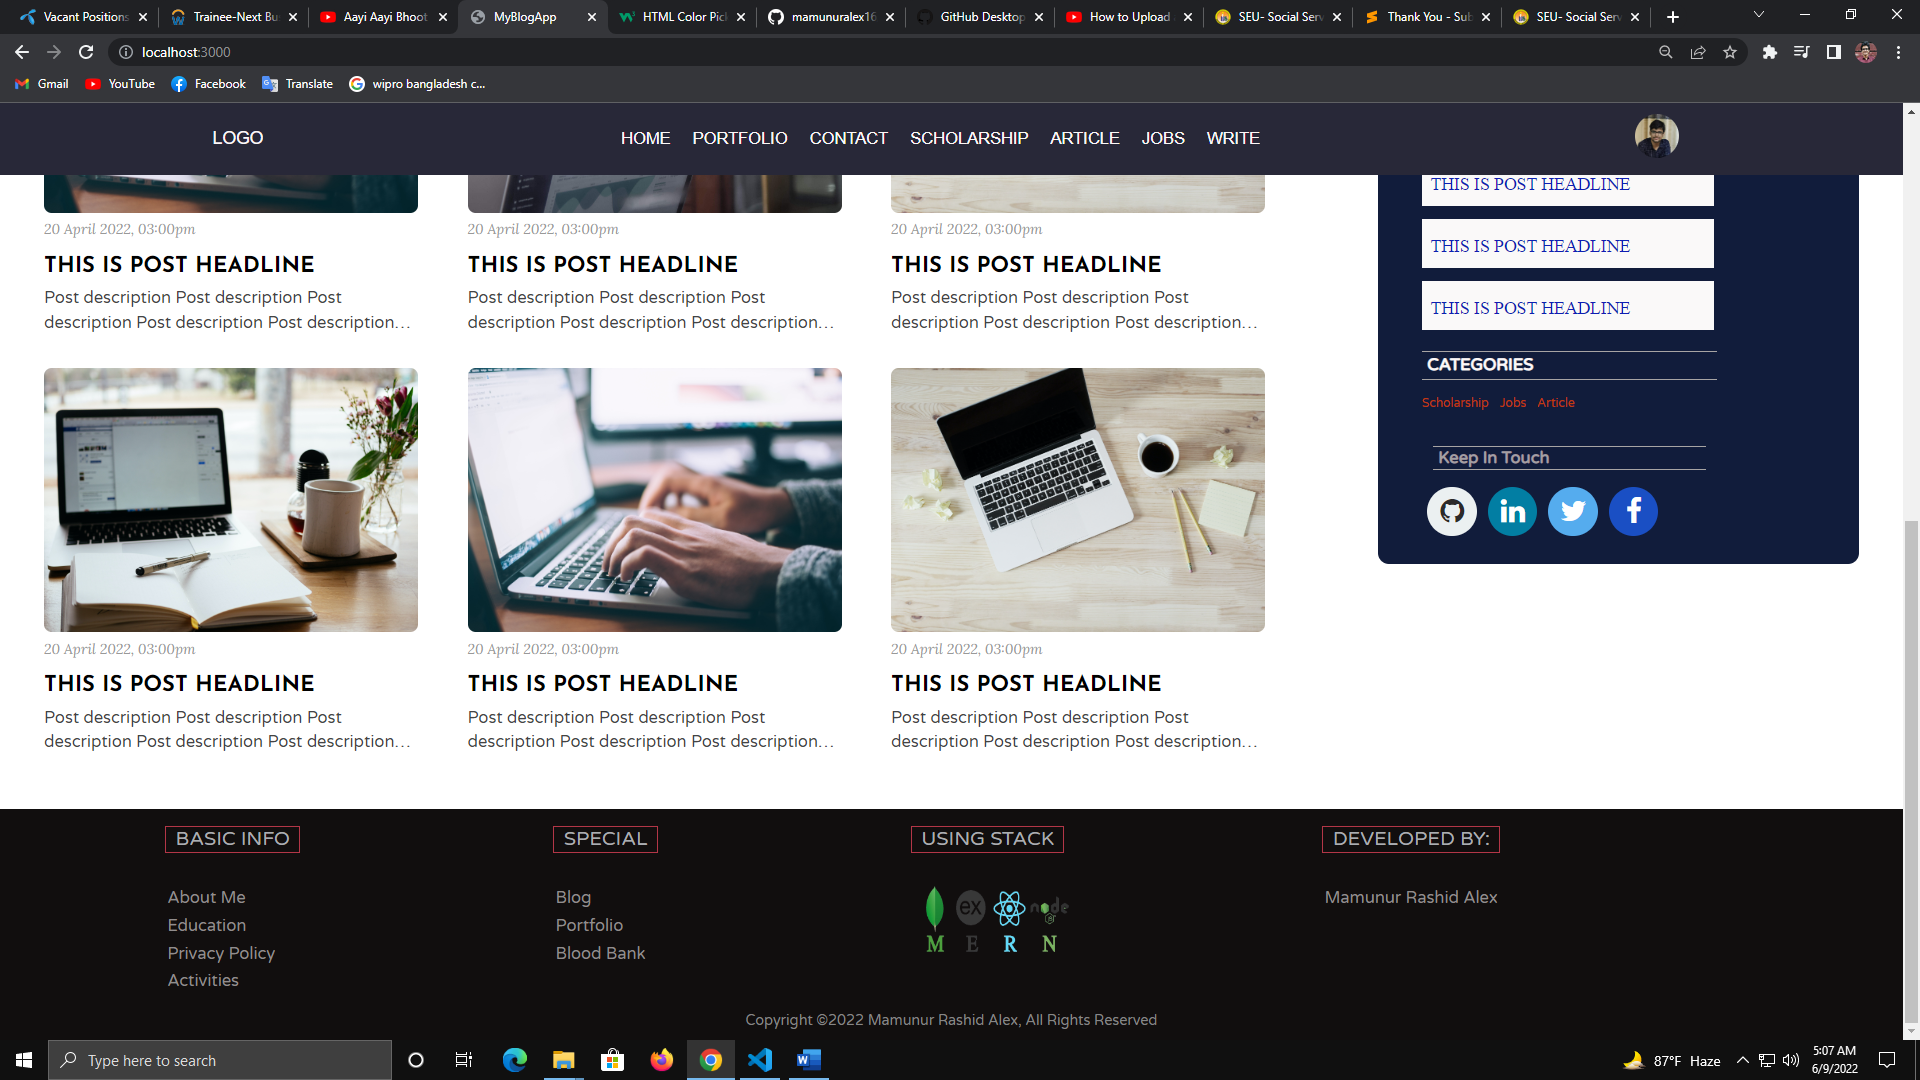 Vacant Positions
Trainee-Next Bu
Aayi Aayi Bhoot
MyBlogApp
HTML Color Pic
mamunuralex16
GitHub Desktop
How to Upload
SEU- Social Serv
Thank You - Sub
SEU- Social Serv
localhost:3000
Gmail
YouTube
Facebook
Translate
wipro bangladesh c...
LOGO
HOME PORTFOLIO CONTACT SCHOLARSHIP ARTICLE JOBS WRITE
THIS IS POST HEADLINE
THIS IS POST HEADLINE
THIS IS POST HEADLINE
CATEGORIES
Scholarship Jobs Article
Keep In Touch
20 April 2022, 03:00pm
THIS IS POST HEADLINE
Post description Post description Post
description Post description Post description...
20 April 2022, 03:00pm
THIS IS POST HEADLINE
Post description Post description Post
description Post description Post description...
20 April 2022, 03:00pm
THIS IS POST HEADLINE
Post description Post description Post
description Post description Post description...
20 April 2022, 03:00pm
THIS IS POST HEADLINE
Post description Post description Post
description Post description Post description...
20 April 2022, 03:00pm
THIS IS POST HEADLINE
Post description Post description Post
description Post description Post description...
20 April 2022, 03:00pm
THIS IS POST HEADLINE
Post description Post description Post
description Post description Post description...
BASIC INFO
About Me
Education
Privacy Policy
Activities
SPECIAL
Blog
Portfolio
Blood Bank
USING STACK
ex node
M E R N
DEVELOPED BY:
Mamunur Rashid Alex
Copyright ©2022 Mamunur Rashid Alex, All Rights Reserved
Type here to search
87°F Haze
5:07 AM
6/9/2022